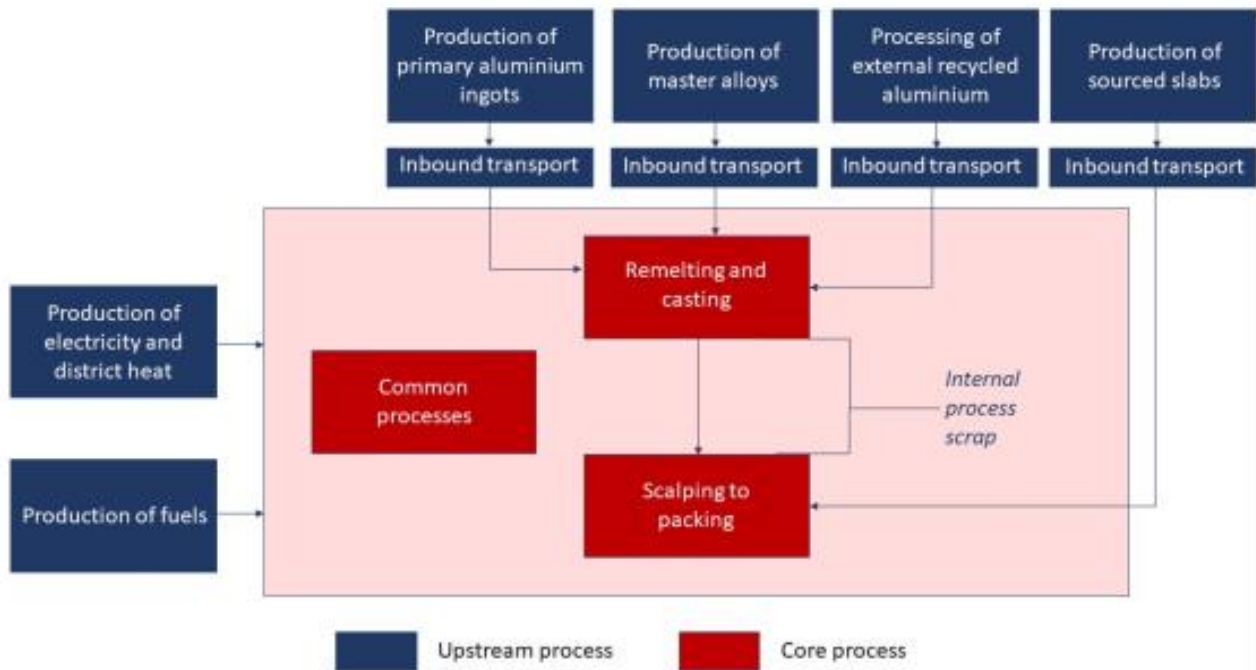 Production of
primary aluminium
ingots
Production of
master alloys
Processing of
external recycled
aluminium
Production of
sourced slabs
Inbound transport
Inbound transport
Inbound transport
Inbound transport
Remelting and
casting
Production of
electricity and
district heat
Common
processes
Internal
process
scrap
Production of fuels
Scalping to
packing
Upstream process
Core process